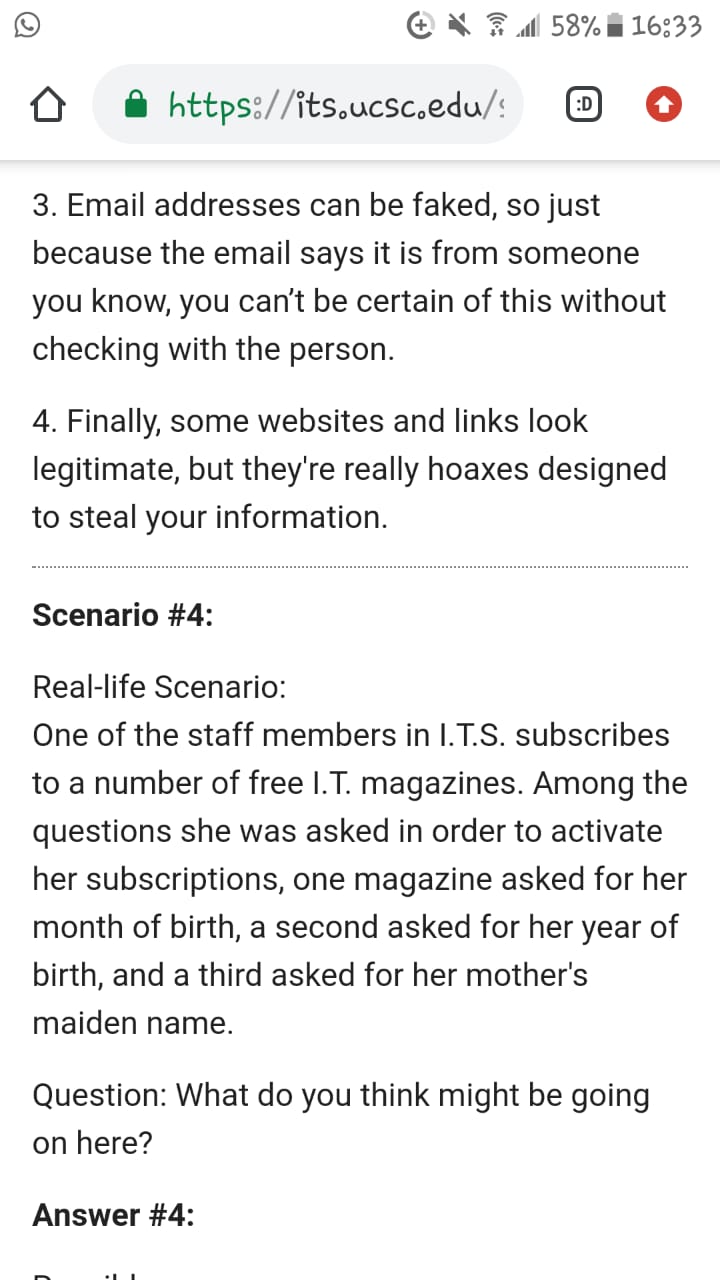 58% 16:33
https://its.ucsc.edu/
:D
3. Email addresses can be faked, so just
because the email says it is from someone
you know, you can’t be certain of this without
checking with the person.
4. Finally, some websites and links look
legitimate, but they're really hoaxes designed
to steal your information.
Scenario #4:
Real-life Scenario:
One of the staff members in I.T.S. subscribes
to a number of free I.T. magazines. Among the
questions she was asked in order to activate
her subscriptions, one magazine asked for her
month of birth, a second asked for her year of
birth, and a third asked for her mother's
maiden name.
Question: What do you think might be going
on here?
Answer #4: